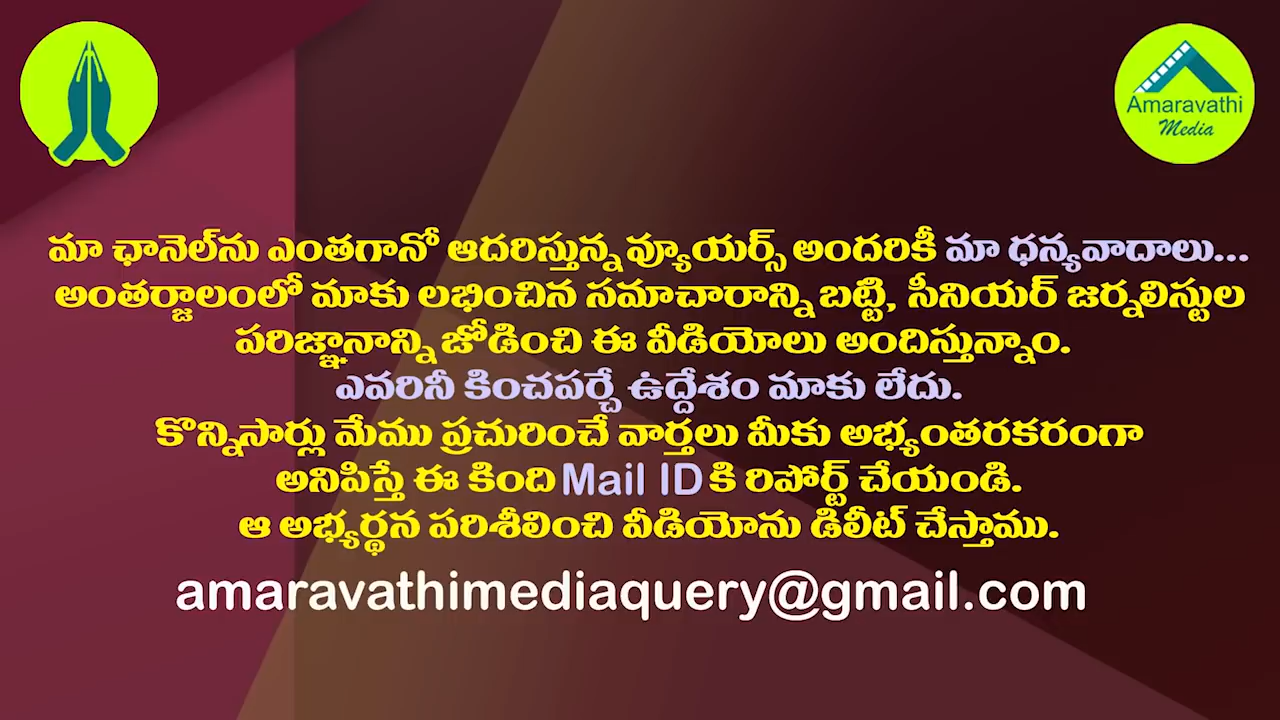 Amaravathi
Media
మా ఛానెల్‌ను ఎంతగానో ఆదరిస్తున్న వ్యూయర్స్ అందరికీ మా ధన్యవాదాలు...
అంతర్జాలంలో మాకు లభించిన సమాచారాన్ని బట్టి, సీనియర్ జర్నలిస్టుల
పరిజ్ఞానాన్ని జోడించి ఈ వీడియోలు అందిస్తున్నాం.
ఎవరినీ కించపర్చే ఉద్దేశం మాకు లేదు.
కొన్నిసార్లు మేము ప్రచురించే వార్తలు మీకు అభ్యంతరకరంగా
అనిపిస్తే ఈ కింది Mail ID కి రిపోర్ట్ చేయండి.
ఆ అభ్యర్థన పరిశీలించి వీడియోను డిలీట్ చేస్తాము.
amaravathimediaquery@gmail.com